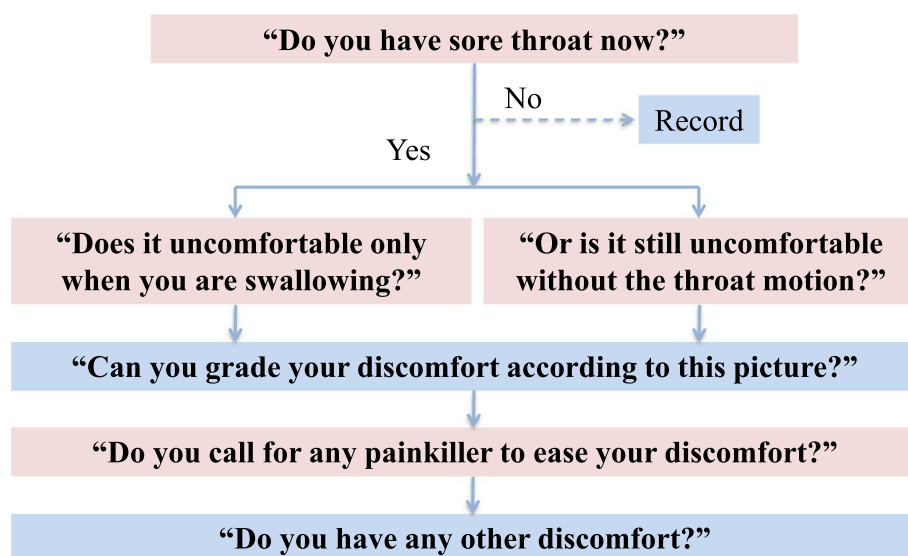 “Do you have sore throat now?”
No
Record
Yes
“Does it uncomfortable only
when you are swallowing?”
“Or is it still uncomfortable
without the throat motion?”
“Can you grade your discomfort according to this picture?”
“Do you call for any painkiller to ease your discomfort?”
“Do you have any other discomfort?”